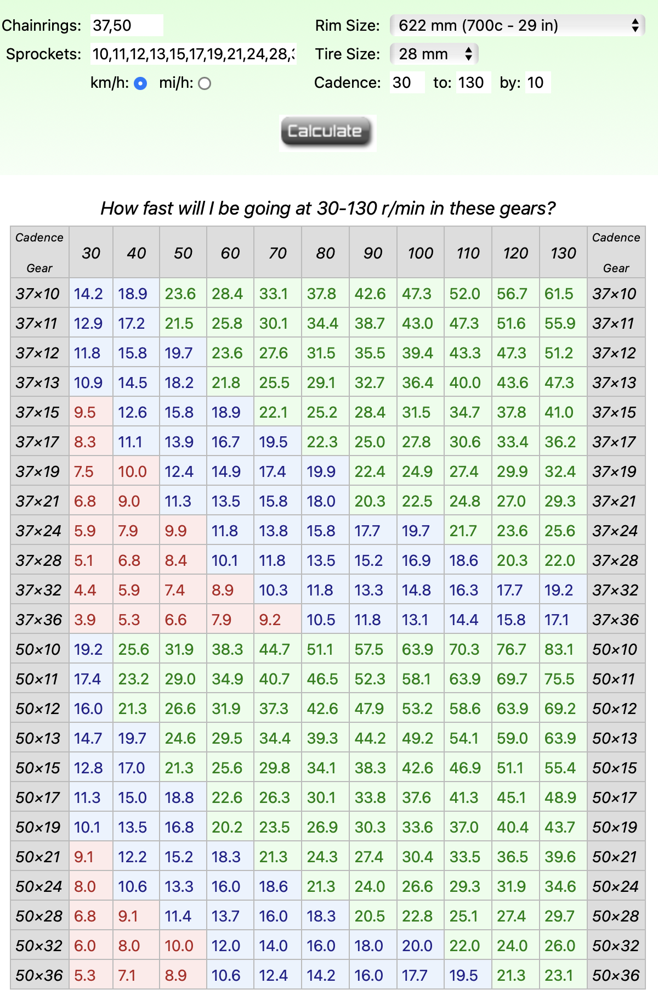 Chainrings: 37,50 Rim Size: 622 mm (700c - 29 in)
Sprockets: 10,11,12,13,15,17,19,21,24,28, Tire Size: 28 mm
km/h: mi/h: Cadence: 30 to: 130 by: 10
Calculate
How fast will I be going at 30-130 r/min in these gears?
Cadence Gear 30 40 50 60 70 80 90 100 110 120 130 Cadence Gear
37×10 14.2 18.9 23.6 28.4 33.1 37.8 42.6 47.3 52.0 56.7 61.5 37×10
37×11 12.9 17.2 21.5 25.8 30.1 34.4 38.7 43.0 47.3 51.6 55.9 37×11
37×12 11.8 15.8 19.7 23.6 27.6 31.5 35.5 39.4 43.3 47.3 51.2 37×12
37×13 10.9 14.5 18.2 21.8 25.5 29.1 32.7 36.4 40.0 43.6 47.3 37×13
37×15 9.5 12.6 15.8 18.9 22.1 25.2 28.4 31.5 34.7 37.8 41.0 37×15
37×17 8.3 11.1 13.9 16.7 19.5 22.3 25.0 27.8 30.6 33.4 36.2 37×17
37×19 7.5 10.0 12.4 14.9 17.4 19.9 22.4 24.9 27.4 29.9 32.4 37×19
37×21 6.8 9.0 11.3 13.5 15.8 18.0 20.3 22.5 24.8 27.0 29.3 37×21
37×24 5.9 7.9 9.9 11.8 13.8 15.8 17.7 19.7 21.7 23.6 25.6 37×24
37×28 5.1 6.8 8.4 10.1 11.8 13.5 15.2 16.9 18.6 20.3 22.0 37×28
37×32 4.4 5.9 7.4 8.9 10.3 11.8 13.3 14.8 16.3 17.7 19.2 37×32
37×36 3.9 5.3 6.6 7.9 9.2 10.5 11.8 13.1 14.4 15.8 17.1 37×36
50×10 19.2 25.6 31.9 38.3 44.7 51.1 57.5 63.9 70.3 76.7 83.1 50×10
50×11 17.4 23.2 29.0 34.9 40.7 46.5 52.3 58.1 63.9 69.7 75.5 50×11
50×12 16.0 21.3 26.6 31.9 37.3 42.6 47.9 53.2 58.6 63.9 69.2 50×12
50×13 14.7 19.7 24.6 29.5 34.4 39.3 44.2 49.2 54.1 59.0 63.9 50×13
50×15 12.8 17.0 21.3 25.6 29.8 34.1 38.3 42.6 46.9 51.1 55.4 50×15
50×17 11.3 15.0 18.8 22.6 26.3 30.1 33.8 37.6 41.3 45.1 48.9 50×17
50×19 10.1 13.5 16.8 20.2 23.5 26.9 30.3 33.6 37.0 40.4 43.7 50×19
50×21 9.1 12.2 15.2 18.3 21.3 24.3 27.4 30.4 33.5 36.5 39.6 50×21
50×24 8.0 10.6 13.3 16.0 18.6 21.3 24.0 26.6 29.3 31.9 34.6 50×24
50×28 6.8 9.1 11.4 13.7 16.0 18.3 20.5 22.8 25.1 27.4 29.7 50×28
50×32 6.0 8.0 10.0 12.0 14.0 16.0 18.0 20.0 22.0 24.0 26.0 50×32
50×36 5.3 7.1 8.9 10.6 12.4 14.2 16.0 17.7 19.5 21.3 23.1 50×36